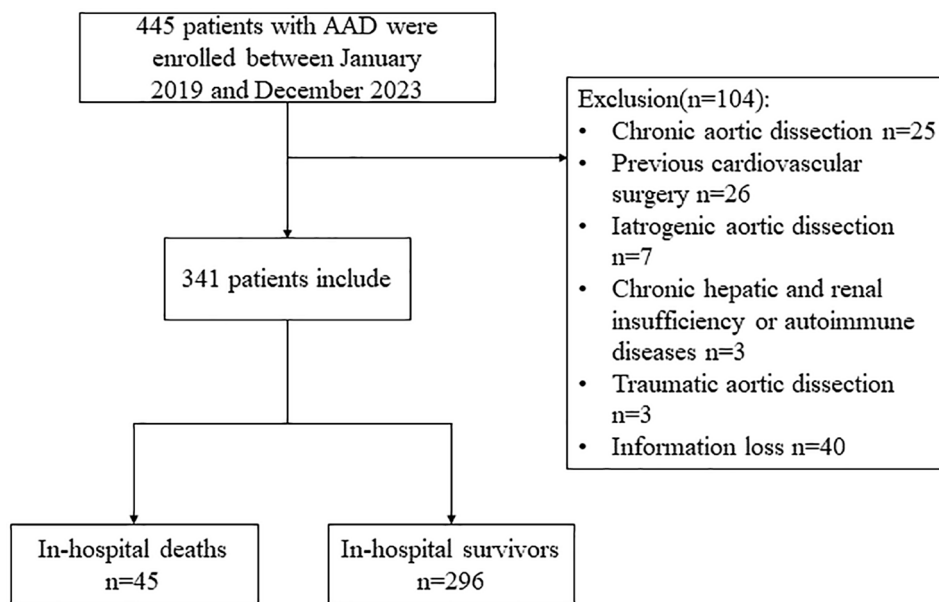 445 patients with AAD were
enrolled between January
2019 and December 2023
Exclusion(n=104):
• Chronic aortic dissection n=25
• Previous cardiovascular
surgery n=26
• Iatrogenic aortic dissection
n=7
• Chronic hepatic and renal
insufficiency or autoimmune
diseases n=3
• Traumatic aortic dissection
n=3
• Information loss n=40
341 patients include
In-hospital deaths
n=45
In-hospital survivors
n=296